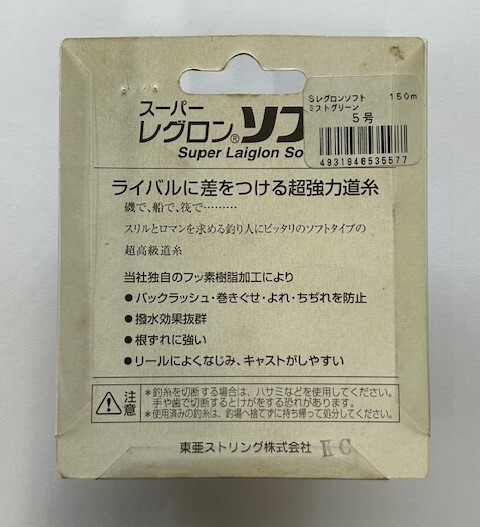 スーパー
レグロン®ソフ
Super Laiglon So
Sレグロンソフト 150m
ミストグリーン
5号
4931946535577
ライバルに差をつける超強力道糸
磯で、船で、筏で………
スリルとロマンを求める釣り人にピッタリのソフトタイプの
超高級道糸
当社独自のフッ素樹脂加工により
●バックラッシュ・巻きぐせ・よれ・ちぢれを防止
●撥水効果抜群
●根ずれに強い
●リールによくなじみ、キャストがしやすい
注意
*釣糸を切断する場合は、ハサミなどを使用してください。
手や歯で切断するとけがをする恐れがあります。
*使用済みの釣糸は、釣場へ捨てずに持ち帰って処分してください。
東亜ストリング株式会社 II C